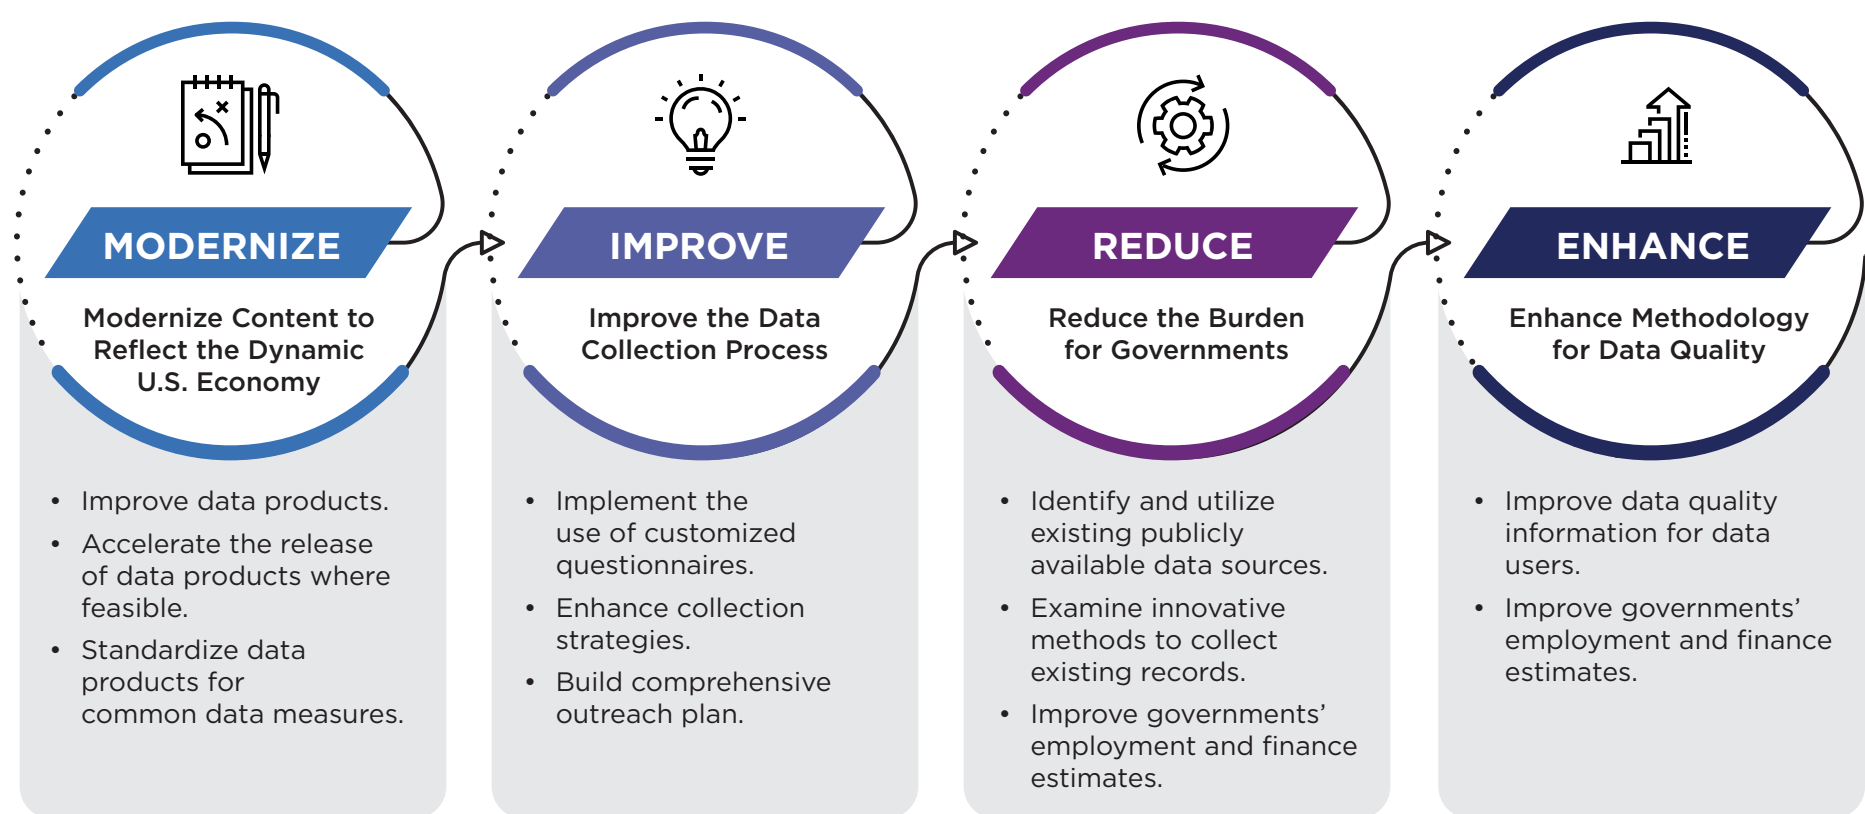 MODERNIZE
Modernize Content to
Reflect the Dynamic
U.S. Economy
• Improve data products.
• Accelerate the release
of data products where
feasible.
• Standardize data
products for
common data measures.
IMPROVE
Improve the Data
Collection Process
• Implement the
use of customized
questionnaires.
• Enhance collection
strategies.
• Build comprehensive
outreach plan.
REDUCE
Reduce the Burden
for Governments
• Identify and utilize
existing publicly
available data sources.
• Examine innovative
methods to collect
existing records.
• Improve governments’
employment and finance
estimates.
ENHANCE
Enhance Methodology
for Data Quality
• Improve data quality
information for data
users.
• Improve governments’
employment and finance
estimates.